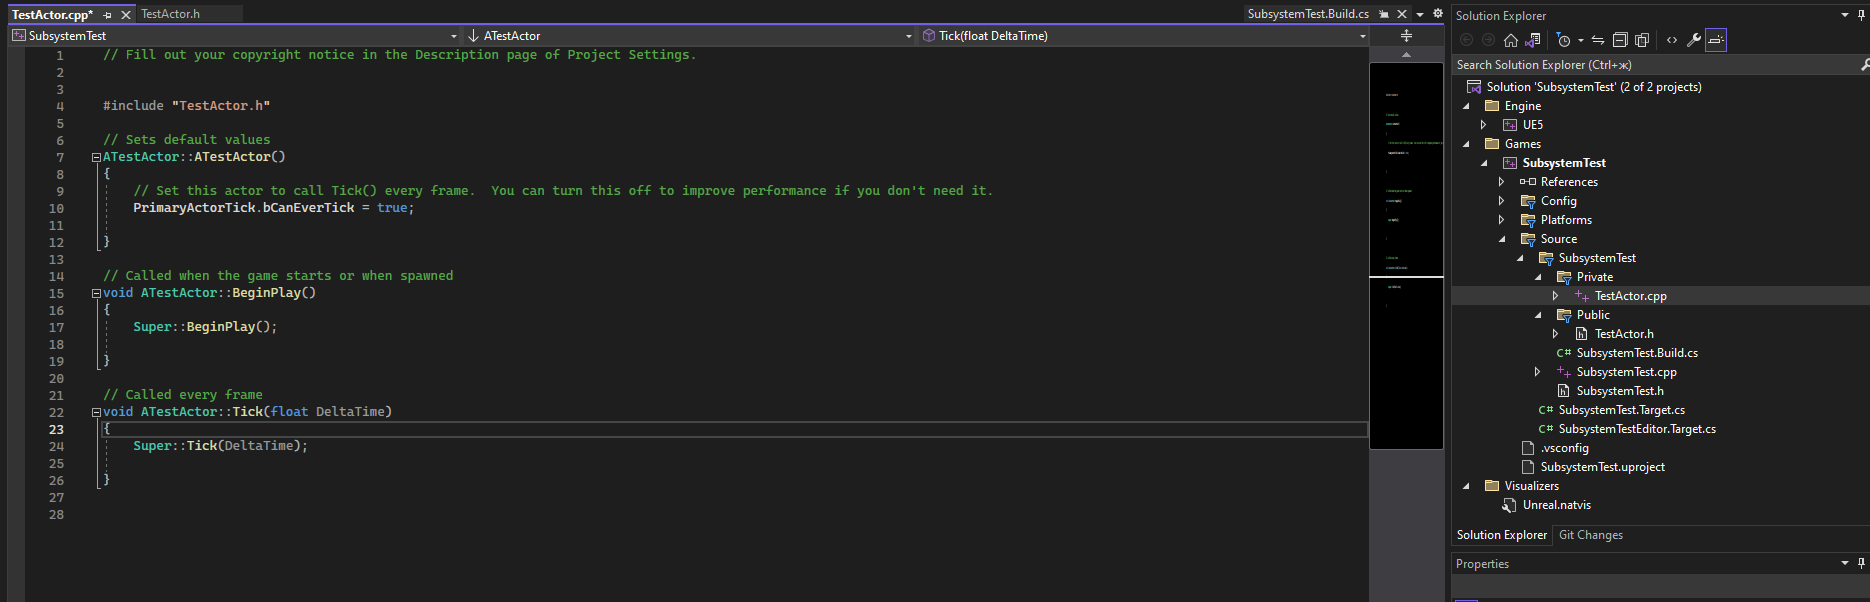 TestActor.cpp*
TestActor.h
SubsystemTest.Build.cs
SubsystemTest
ATestActor
Tick(float DeltaTime)
1 // Fill out your copyright notice in the Description page of Project Settings.
2
3
4 #include "TestActor.h"
5
6 // Sets default values
7 ATestActor::ATestActor()
8 {
9 // Set this actor to call Tick() every frame.  You can turn this off to improve performance if you don't need it.
10 PrimaryActorTick.bCanEverTick = true;
11
12 }
13
14 // Called when the game starts or when spawned
15 void ATestActor::BeginPlay()
16 {
17 Super::BeginPlay();
18
19 }
20
21 // Called every frame
22 void ATestActor::Tick(float DeltaTime)
23 {
24 Super::Tick(DeltaTime);
25
26 }
27
28
Solution Explorer
Search Solution Explorer (Ctrl+ж)
Solution 'SubsystemTest' (2 of 2 projects)
Engine
UE5
Games
SubsystemTest
References
Config
Platforms
Source
SubsystemTest
Private
TestActor.cpp
Public
TestActor.h
C# SubsystemTest.Build.cs
SubsystemTest.cpp
SubsystemTest.h
C# SubsystemTest.Target.cs
C# SubsystemTestEditor.Target.cs
.vsconfig
SubsystemTest.uproject
Visualizers
Unreal.natvis
Solution Explorer
Git Changes
Properties